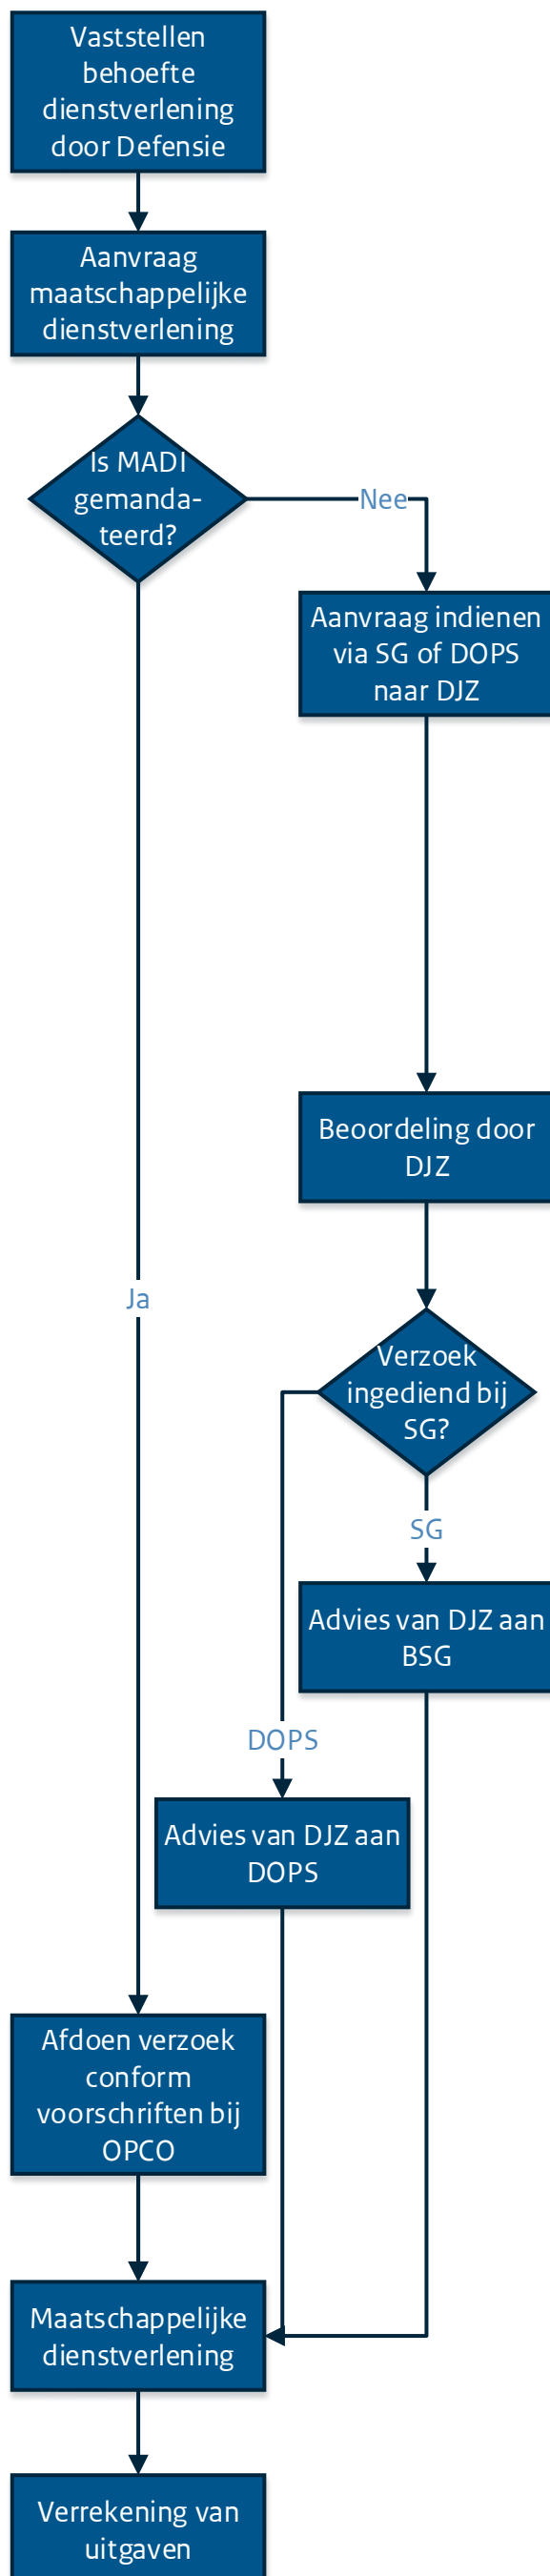 Vaststellen
behoefte
dienstverlening
door Defensie
Aanvraag
maatschappelijke
dienstverlening
Is MADI
gemanda-
teerd?
Nee
Aanvraag indienen
via SG of DOPS
naar DJZ
Beoordeling door
DJZ
Ja
Verzoek
ingediend bij
SG?
SG
Advies van DJZ aan
BSG
DOPS
Advies van DJZ aan
DOPS
Afdoen verzoek
conform
voorschriften bij
OPCO
Maatschappelijke
dienstverlening
Verrekening van
uitgaven